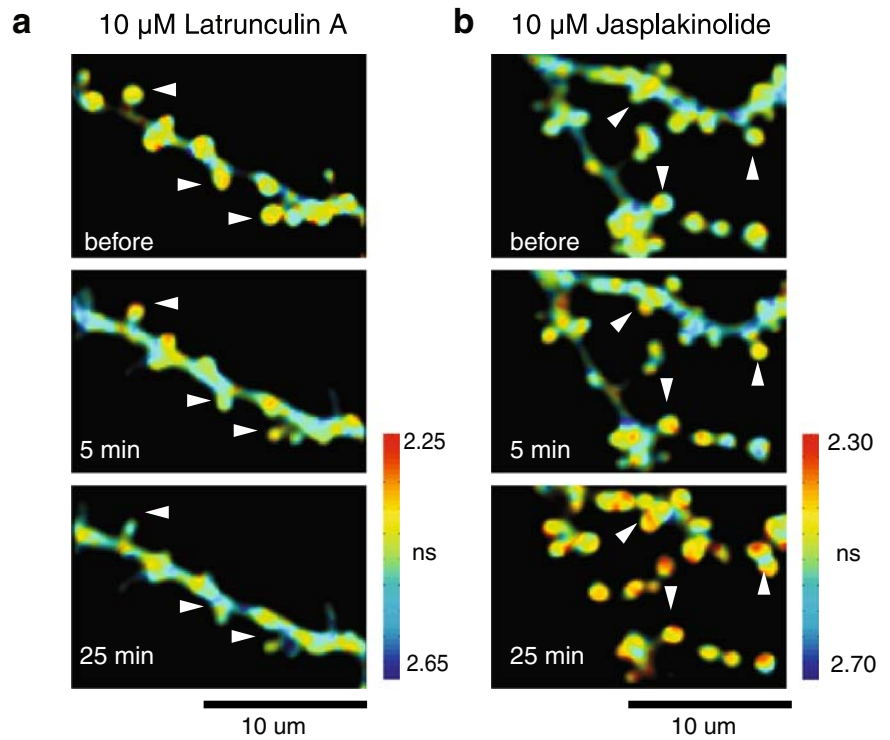 a 10 µM Latrunculin A
before
5 min
25 min
2.25
ns
2.65
10 um
b 10 µM Jasplakinolide
before
5 min
25 min
2.30
ns
2.70
10 um